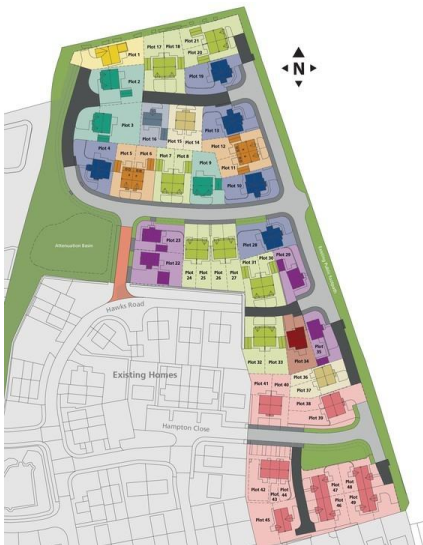 Plot 21
Plot 17
Plot 18
Plot 20
Plot 1
N
Plot 19
Plot 2
Plot 3
Plot 16
Plot 15
Plot 14
Plot 13
Plot 4
Plot 5
Plot 6
Plot 7
Plot 8
Plot 9
Plot 12
Plot 11
Plot 10
Plot 23
Plot 22
Plot 24
Plot 25
Plot 26
Plot 27
Plot 28
Plot 31
Plot 30
Plot 29
Attenuation Basin
Hawks Road
Plot 32
Plot 33
Plot 34
Plot 35
Existing Homes
Plot 36
Plot 37
Plot 41
Plot 40
Plot 38
Plot 39
Hampton Close
Plot 42
Plot 43
Plot 44
Plot 45
Plot 47
Plot 46
Plot 48
Plot 49